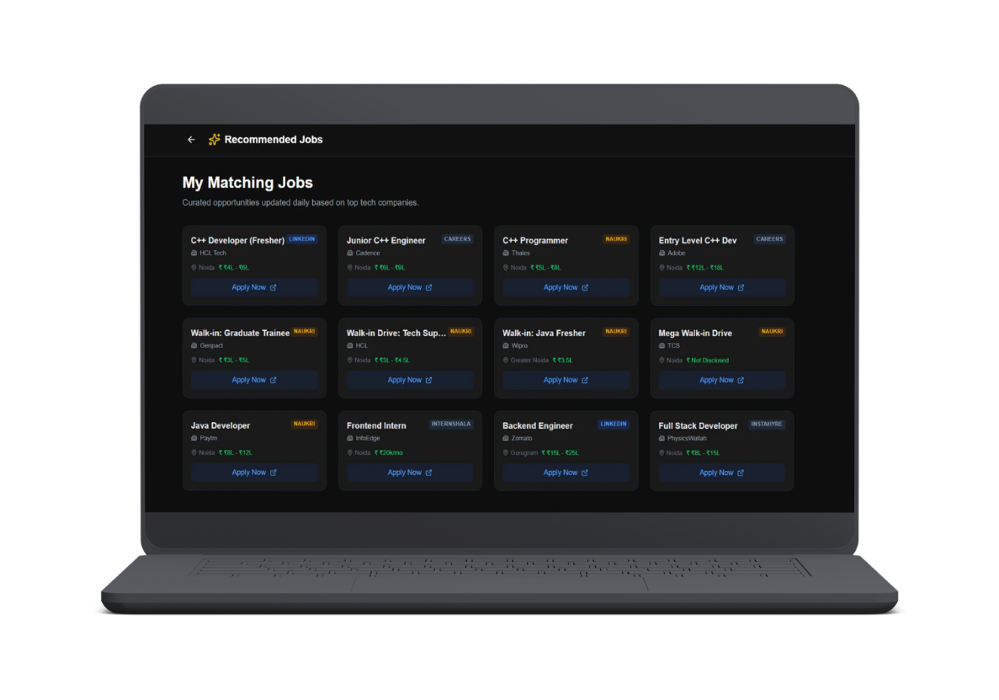 Recommended Jobs
My Matching Jobs
Curated opportunities updated daily based on top tech companies.
C++ Developer (Fresher) LINKEDIN
HCL Tech
Noida ₹ ₹4L - ₹6L
Apply Now
Junior C++ Engineer CAREERS
Cadence
Noida ₹ ₹6L - ₹9L
Apply Now
C++ Programmer NAUKRI
Thales
Noida ₹ ₹5L - ₹8L
Apply Now
Entry Level C++ Dev CAREERS
Adobe
Noida ₹ ₹12L - ₹18L
Apply Now
Walk-in: Graduate Trainee NAUKRI
Genpact
Noida ₹ ₹3L - ₹5L
Apply Now
Walk-in Drive: Tech Sup... NAUKRI
HCL
Noida ₹ ₹3L - ₹4.5L
Apply Now
Walk-in: Java Fresher NAUKRI
Wipro
Greater Noida ₹ ₹3.5L
Apply Now
Mega Walk-in Drive NAUKRI
TCS
Noida ₹ Not Disclosed
Apply Now
Java Developer NAUKRI
Paytm
Noida ₹ ₹8L - ₹12L
Apply Now
Frontend Intern INTERNSHALA
InfoEdge
Noida ₹ ₹20k/mo
Apply Now
Backend Engineer LINKEDIN
Zomato
Gurugram ₹ ₹15L - ₹25L
Apply Now
Full Stack Developer INSTAHYRE
PhysicsWallah
Noida ₹ ₹8L - ₹15L
Apply Now